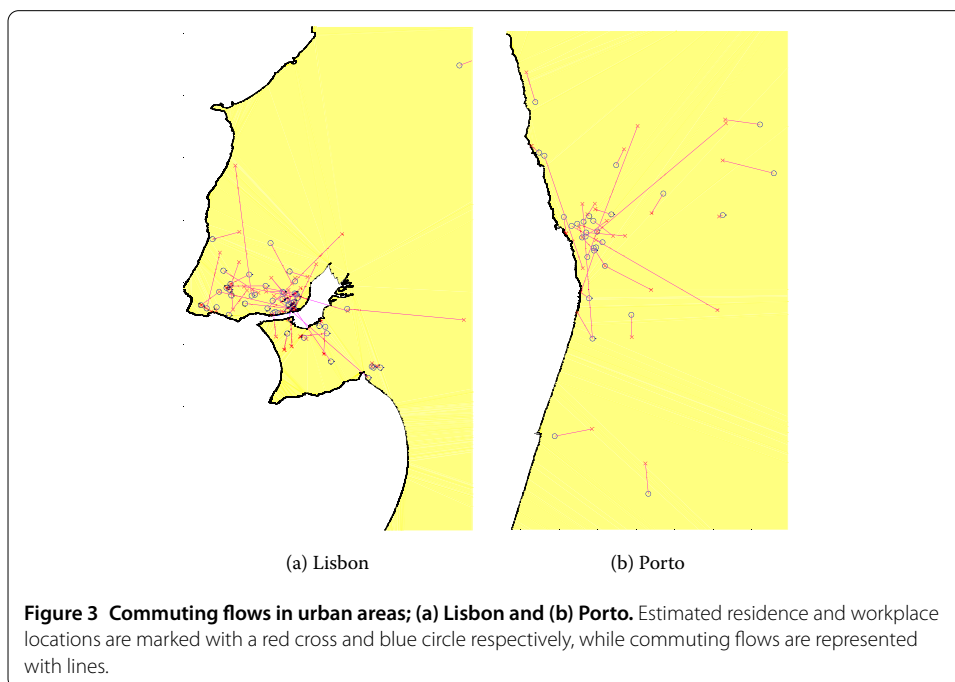 (a) Lisbon
(b) Porto
Figure 3 Commuting flows in urban areas; (a) Lisbon and (b) Porto. Estimated residence and workplace
locations are marked with a red cross and blue circle respectively, while commuting flows are represented
with lines.